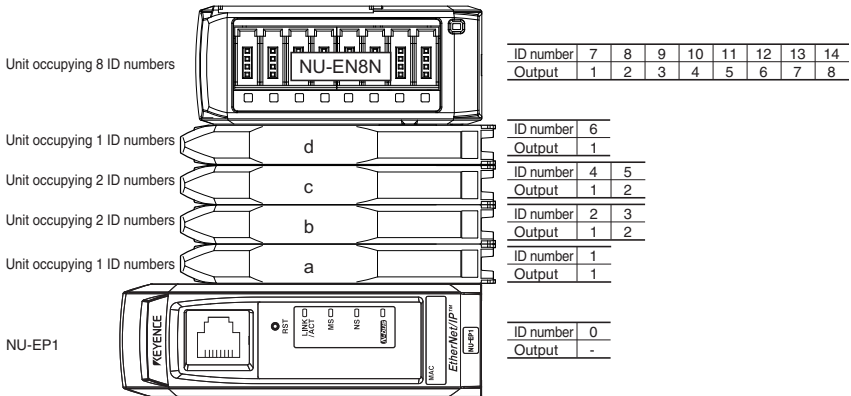 Unit occupying 8 ID numbers
NU-EN8N
ID number 7 8 9 10 11 12 13 14
Output 1 2 3 4 5 6 7 8
Unit occupying 1 ID numbers
d
ID number 6
Output 1
Unit occupying 2 ID numbers
c
ID number 4 5
Output 1 2
Unit occupying 2 ID numbers
b
ID number 2 3
Output 1 2
Unit occupying 1 ID numbers
a
ID number 1
Output 1
NU-EP1
KEYENCE
RST
LINK
/ACT
MS
NS
MAC
EtherNet/IP™
NU-EP1
ID number 0
Output -